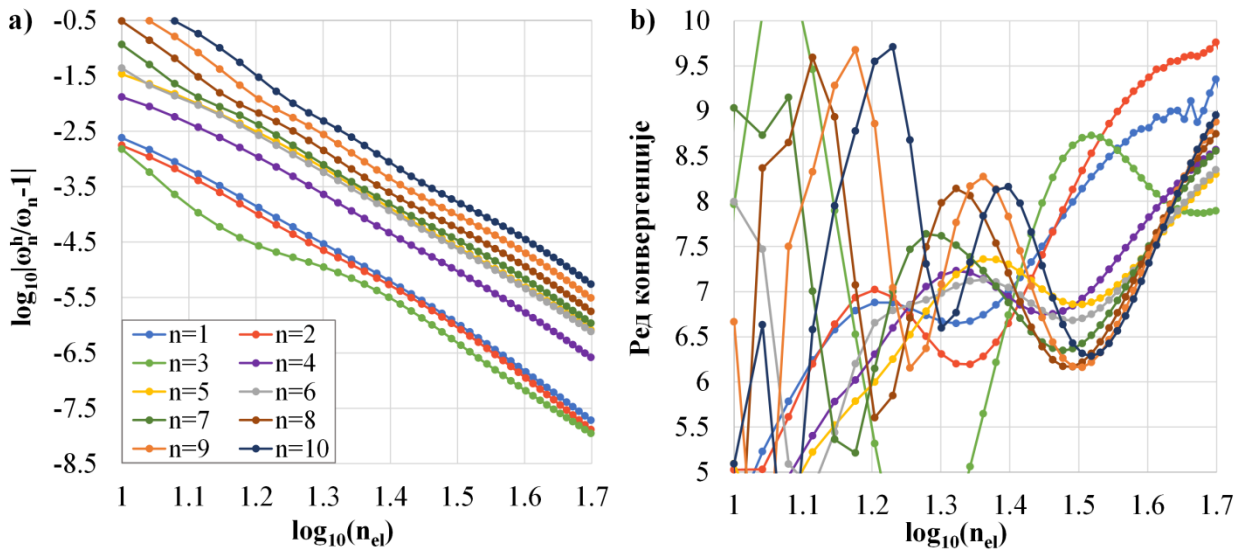 a)
-0.5
-1.5
-2.5
-3.5
-4.5
-5.5
-6.5
-7.5
-8.5
log₁₀|ωₙʰ/ωₙ-1|
n=1 n=2
n=3 n=4
n=5 n=6
n=7 n=8
n=9 n=10
1 1.1 1.2 1.3 1.4 1.5 1.6 1.7
log₁₀(nₑₗ)
b)
10
9.5
9
8.5
8
7.5
7
6.5
6
5.5
5
Ред конвергенције
1 1.1 1.2 1.3 1.4 1.5 1.6 1.7
log₁₀(nₑₗ)